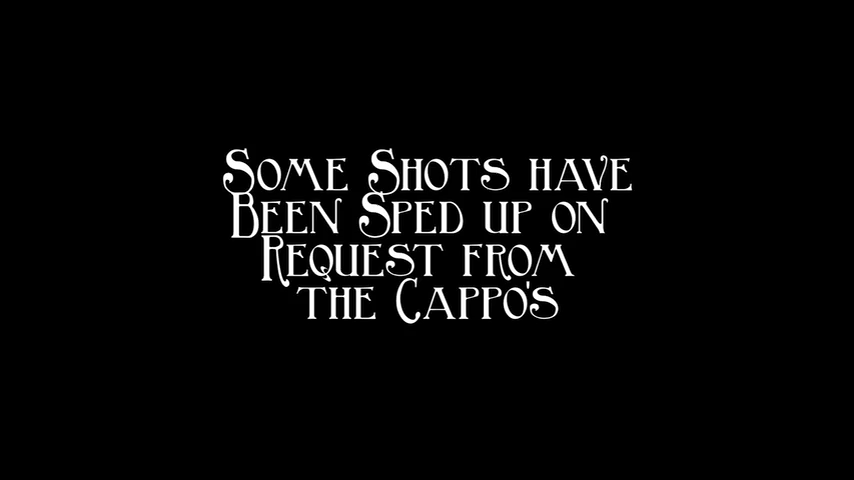 Some Shots have
Been Sped up on
Request from
the Cappo's